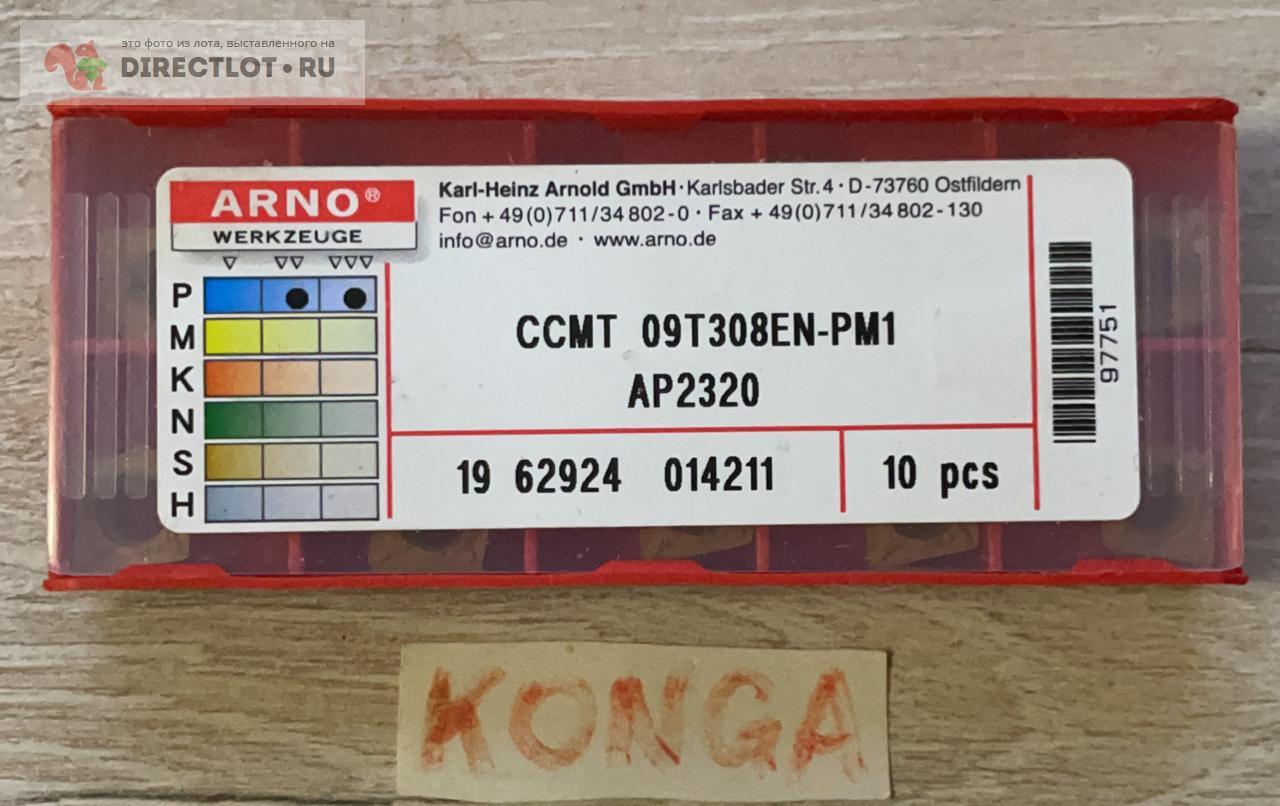 это фото из лота, выставленного на
DIRECTLOT•RU
ARNO®
WERKZEUGE
Karl-Heinz Arnold GmbH · Karlsbader Str. 4 · D-73760 Ostfildern
Fon + 49(0)711/34 802-0 · Fax + 49(0)711/34 802-130
info@arno.de · www.arno.de
▽ ▽▽ ▽▽▽
P
M
K
N
S
H
CCMT 09T308EN-PM1
AP2320
19 62924 014211
10 pcs
97751
KONGA